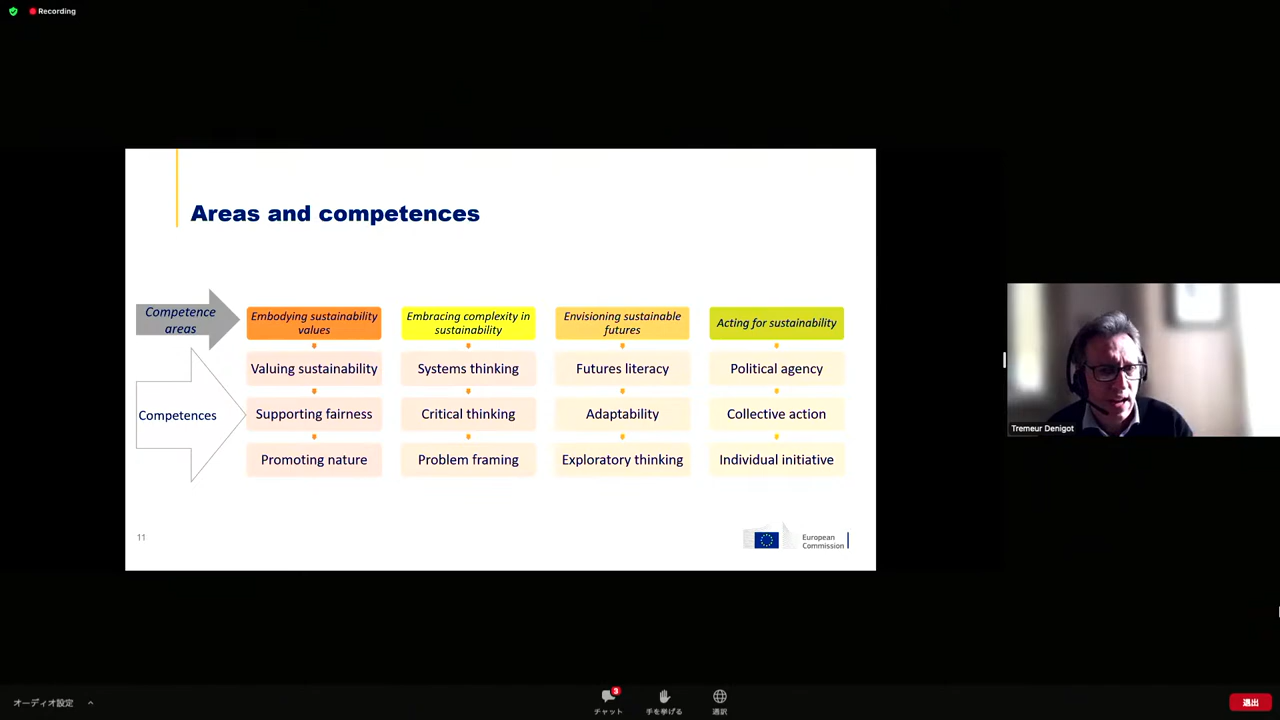 Recording
Areas and competences
Competence
areas
Embodying sustainability
values
Embracing complexity in
sustainability
Envisioning sustainable
futures
Acting for sustainability
Competences
Valuing sustainability
Systems thinking
Futures literacy
Political agency
Supporting fairness
Critical thinking
Adaptability
Collective action
Promoting nature
Problem framing
Exploratory thinking
Individual initiative
11
European
Commission
Tremeur Denigot
オーディオ設定
3
チャット
手を挙げる
通訳
退出